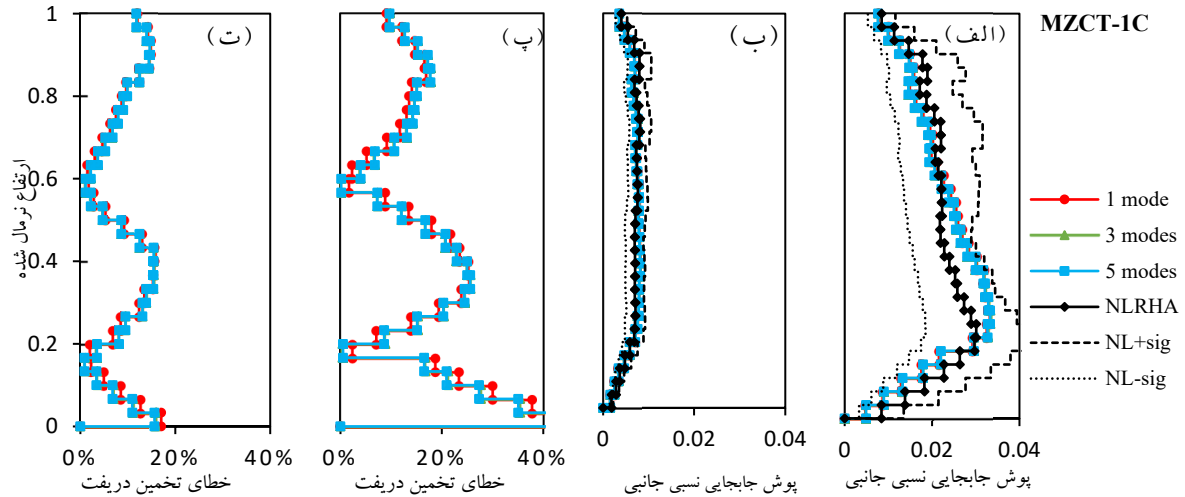 MZCT-1C
(الف)
(ب)
(پ)
(ت)
1
0.8
0.6
0.4
0.2
0
ارتفاع نرمال شده
0% 20% 40%
0% 20% 40%
0 0.02 0.04
0 0.02 0.04
خطای تخمین دریفت
خطای تخمین دریفت
پوش جابجایی نسبی جانبی
پوش جابجایی نسبی جانبی
1 mode
3 modes
5 modes
NLRHA
NL+sig
NL-sig